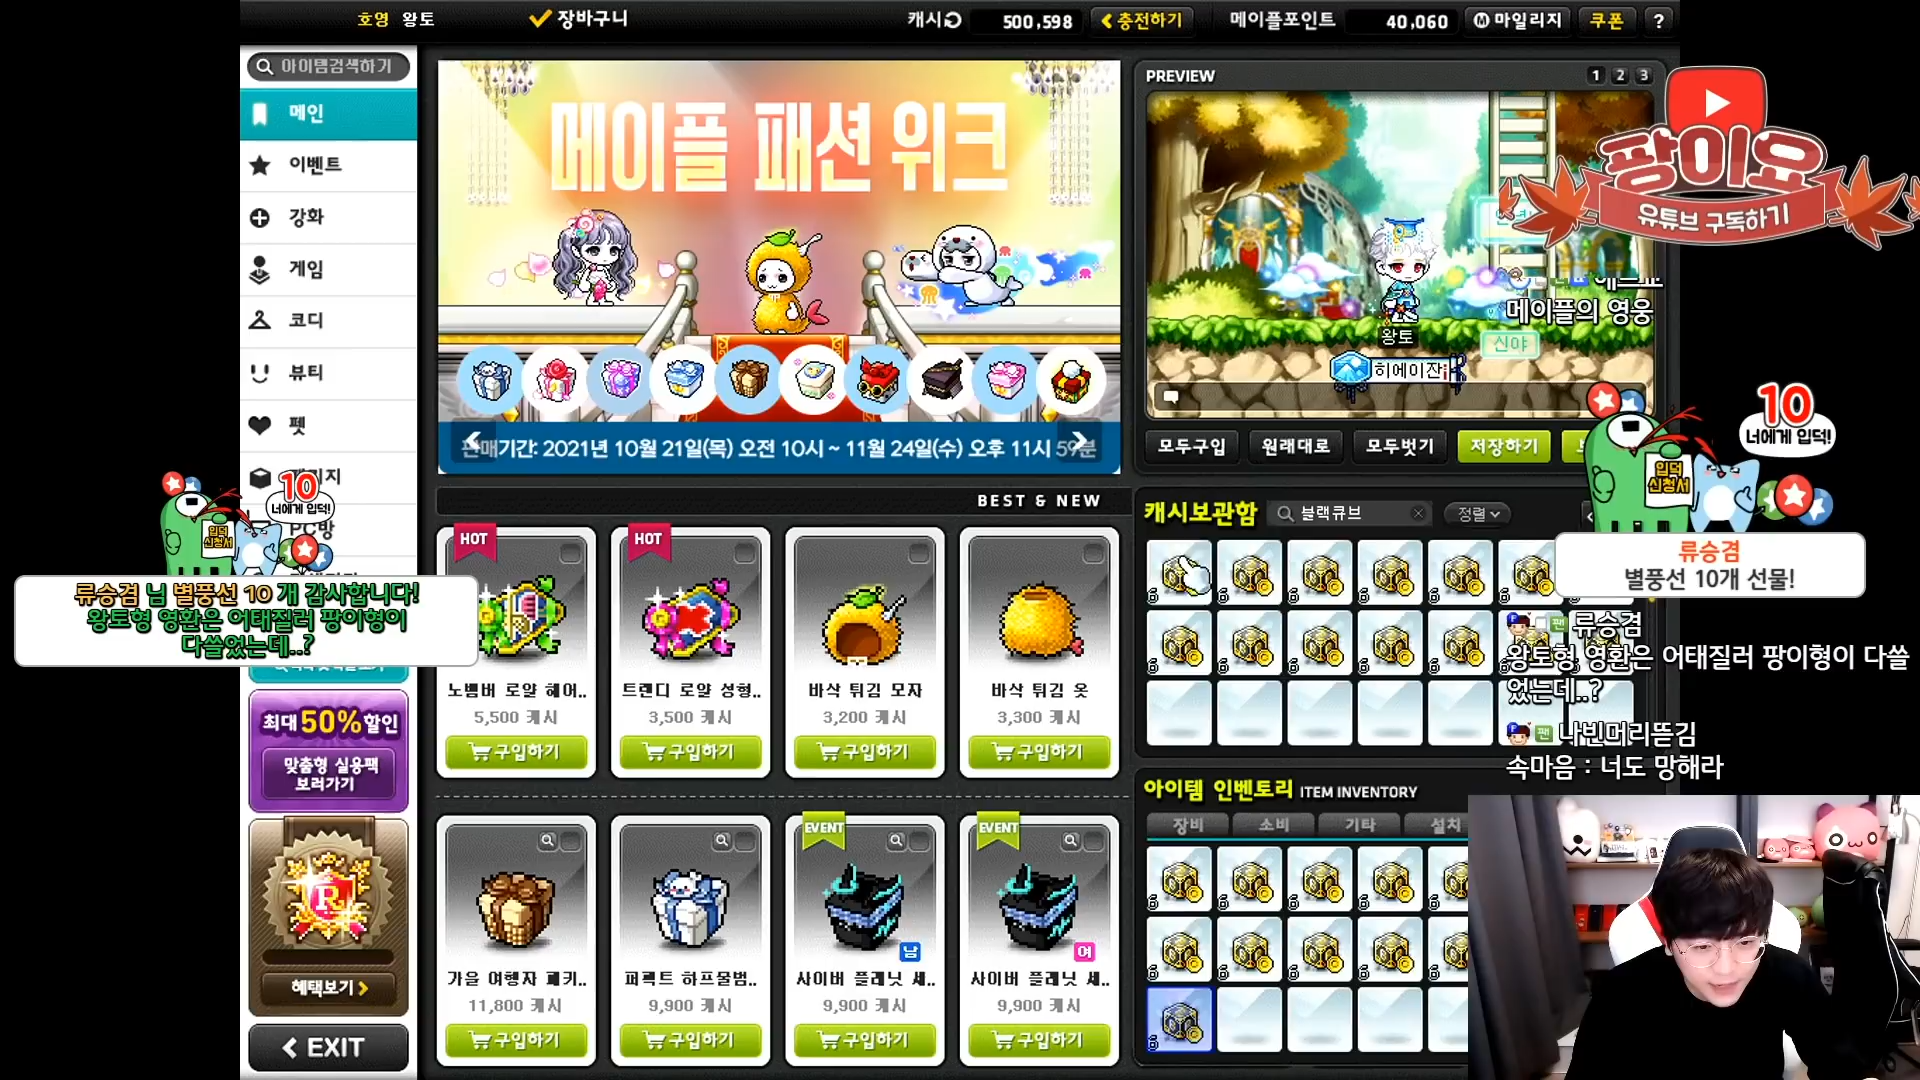 호영 왕토
장바구니
캐시
500,598
충전하기
메이플포인트
40,060
마일리지
쿠폰
?
아이템검색하기
메인
이벤트
강화
게임
코디
뷰티
펫
PC방
최대 50% 할인
맞춤형 실용팩
보러가기
R
혜택보기
EXIT
메이플 패션 위크
판매기간: 2021년 10월 21일(목) 오전 10시 ~ 11월 24일(수) 오후 11시 59분
BEST & NEW
HOT
노벰버 로얄 헤어..
5,500 캐시
구입하기
HOT
트렌디 로얄 성형..
3,500 캐시
구입하기
바삭 튀김 모자
3,200 캐시
구입하기
바삭 튀김 옷
3,300 캐시
구입하기
가을 여행자 패키..
11,800 캐시
구입하기
퍼펙트 하프물범..
9,900 캐시
구입하기
EVENT
남
사이버 플래닛 세..
9,900 캐시
구입하기
EVENT
여
사이버 플래닛 세..
9,900 캐시
구입하기
PREVIEW
1 2 3
왕토
히에이잔
신야
메이플의 영웅
모두구입
원래대로
모두벗기
저장하기
캐시보관함
블랙큐브
정렬
아이템 인벤토리 ITEM INVENTORY
장비
소비
기타
설치
팡이요
유튜브 구독하기
10
너에게 입덕!
입덕
신청서
류승겸
별풍선 10개 선물!
류승겸
왕토형 영환은 어태질러 팡이형이 다쓸
었는데..?
나빈머리뜯김
속마음 : 너도 망해라
10
너에게 입덕!
입덕
신청서
류승겸 님 별풍선 10 개 감사합니다!
왕토형 영환은 어태질러 팡이형이
다쓸었는데..?